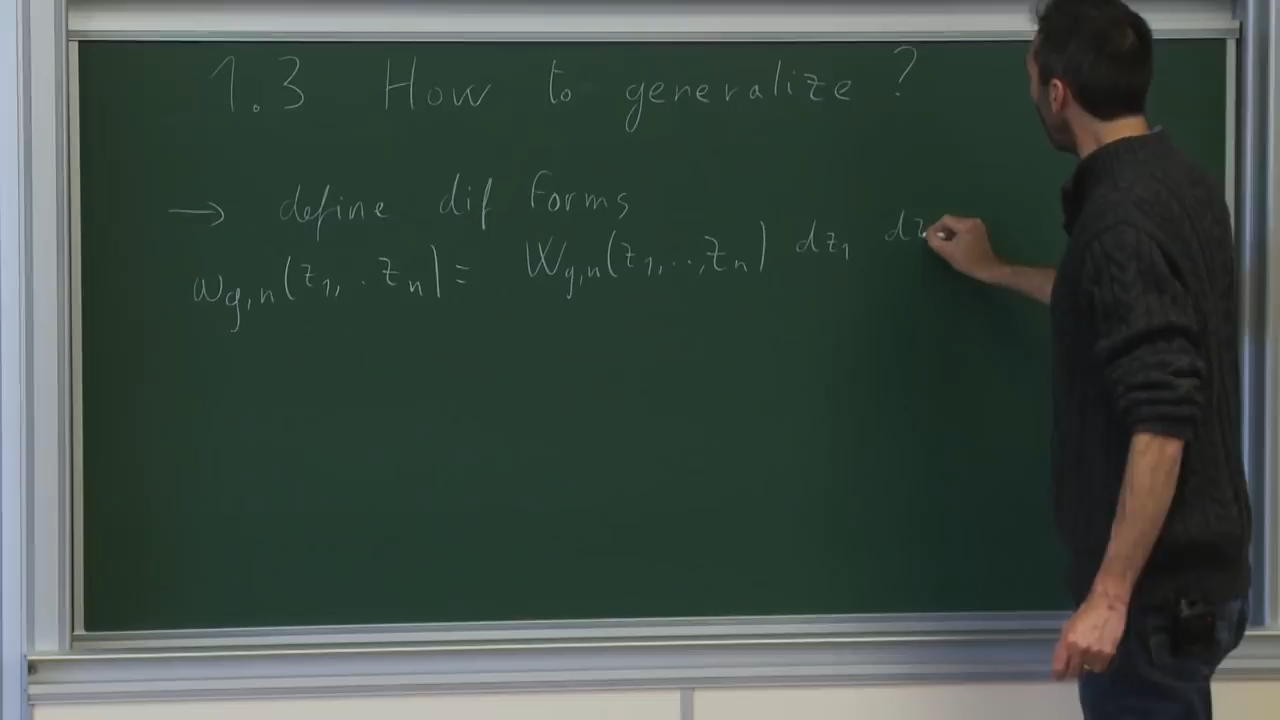 1.3 How to generalize ?
→ define dif forms
ω_{g,n}(z_1, . z_n) = W_{g,n}(z_1,..,z_n) dz_1 dz